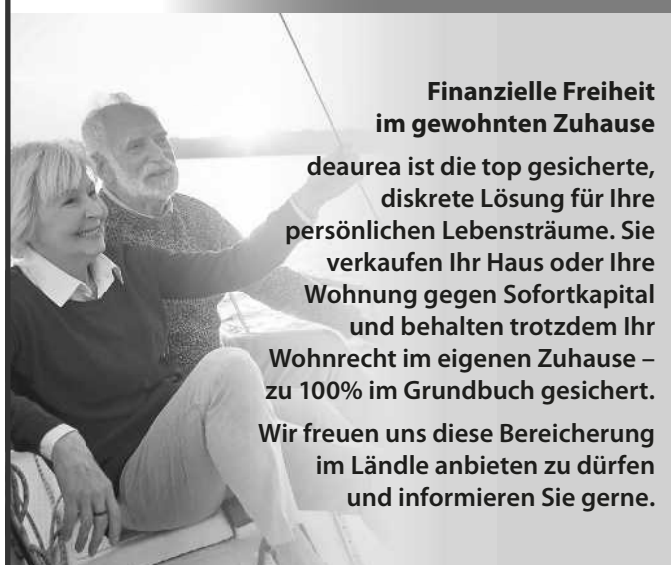 Finanzielle Freiheit
im gewohnten Zuhause
deaurea ist die top gesicherte,
diskrete Lösung für Ihre
persönlichen Lebensträume. Sie
verkaufen Ihr Haus oder Ihre
Wohnung gegen Sofortkapital
und behalten trotzdem Ihr
Wohnrecht im eigenen Zuhause –
zu 100% im Grundbuch gesichert.
Wir freuen uns diese Bereicherung
im Ländle anbieten zu dürfen
und informieren Sie gerne.